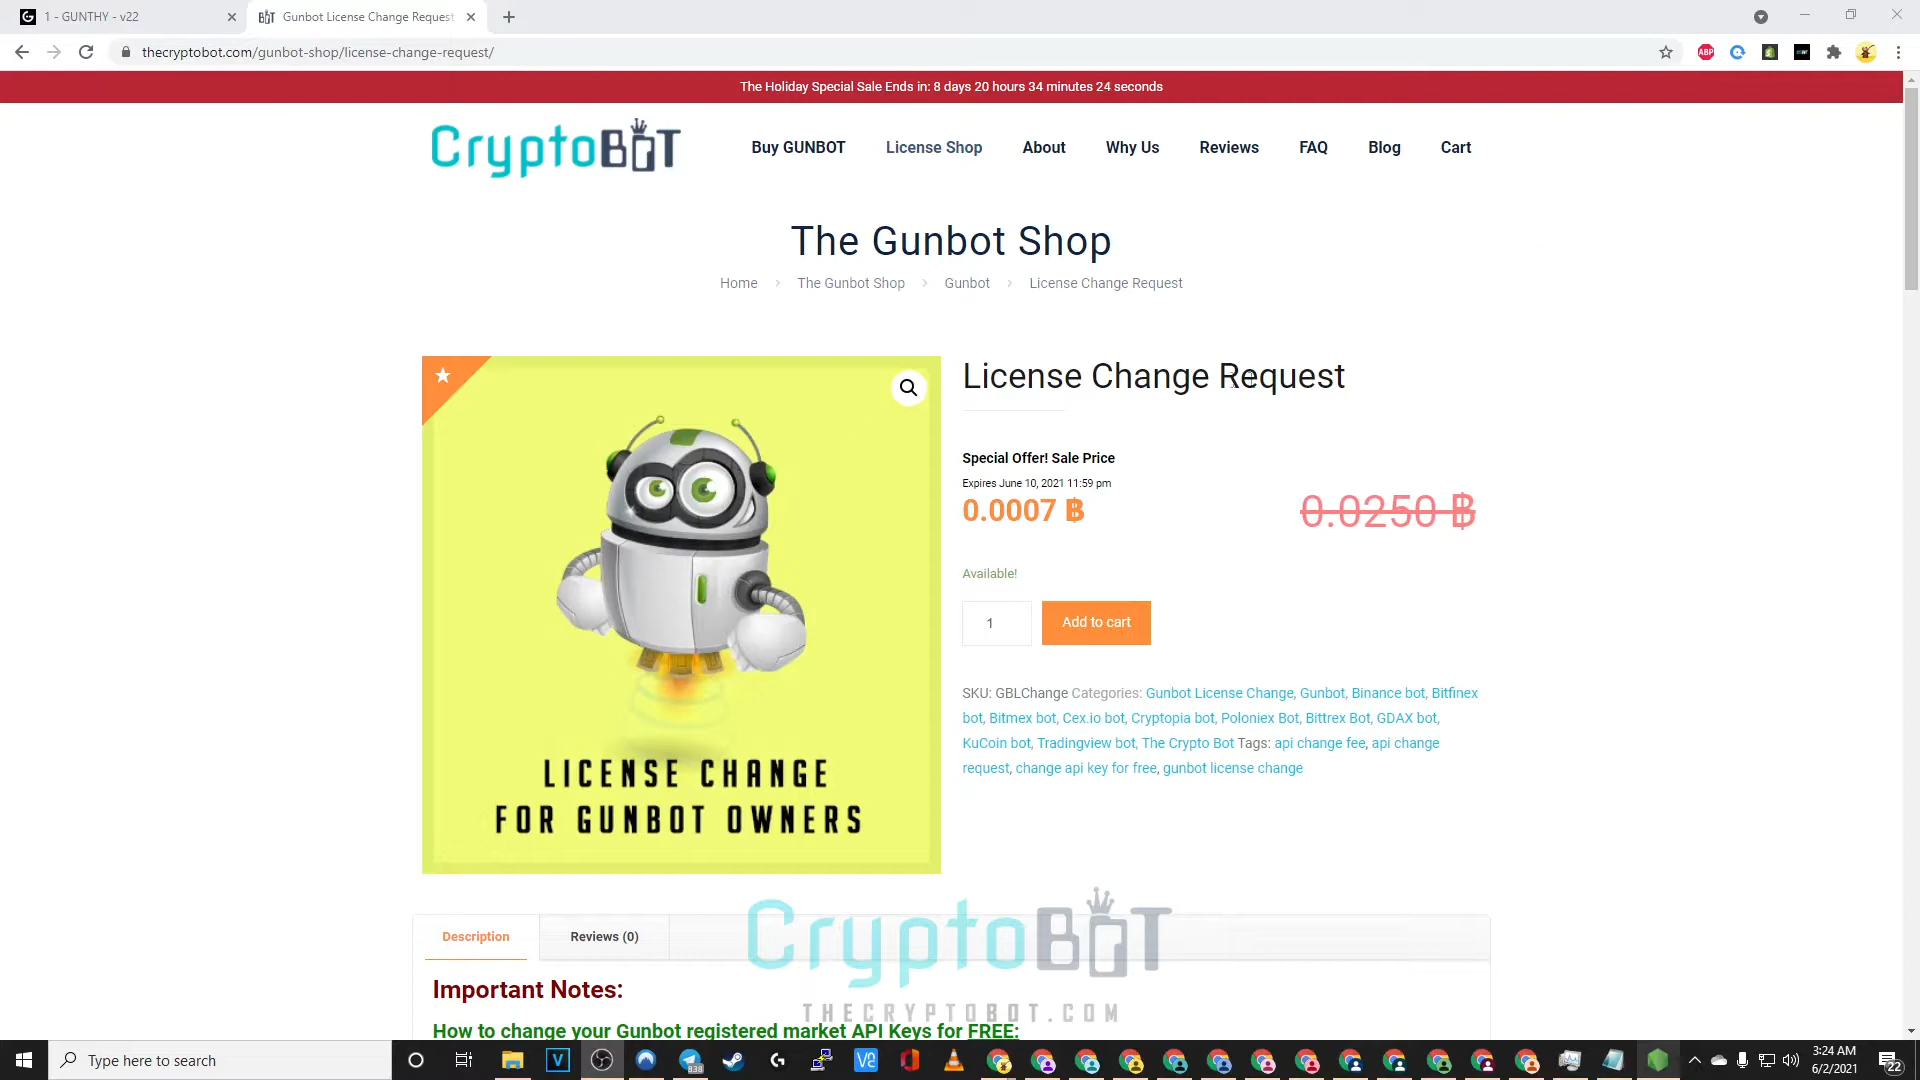 1 - GUNTHY - v22
Gunbot License Change Request
thecryptobot.com/gunbot-shop/license-change-request/
ABP
The Holiday Special Sale Ends in: 8 days 20 hours 34 minutes 24 seconds
CryptoBOT
Buy GUNBOT
License Shop
About
Why Us
Reviews
FAQ
Blog
Cart
The Gunbot Shop
Home > The Gunbot Shop > Gunbot > License Change Request
License Change Request
Special Offer! Sale Price
Expires June 10, 2021 11:59 pm
0.0007 ฿
0.0250 ฿
Available!
1
Add to cart
SKU: GBLChange Categories: Gunbot License Change, Gunbot, Binance bot, Bitfinex
bot, Bitmex bot, Cex.io bot, Cryptopia bot, Poloniex Bot, Bittrex Bot, GDAX bot,
KuCoin bot, Tradingview bot, The Crypto Bot Tags: api change fee, api change
request, change api key for free, gunbot license change
LICENSE CHANGE
FOR GUNBOT OWNERS
Description
Reviews (0)
CryptoBOT
THECRYPTOBOT.COM
Important Notes:
How to change your Gunbot registered market API Keys for FREE:
Type here to search
838
3:24 AM
6/2/2021
22